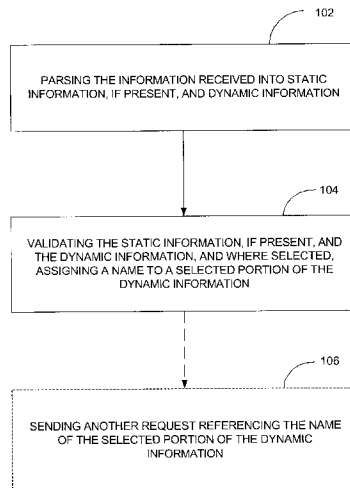 102
PARSING THE INFORMATION RECEIVED INTO STATIC
INFORMATION, IF PRESENT, AND DYNAMIC INFORMATION
104
VALIDATING THE STATIC INFORMATION, IF PRESENT, AND
THE DYNAMIC INFORMATION, AND WHERE SELECTED,
ASSIGNING A NAME TO A SELECTED PORTION OF THE
DYNAMIC INFORMATION
106
SENDING ANOTHER REQUEST REFERENCING THE NAME
OF THE SELECTED PORTION OF THE DYNAMIC
INFORMATION